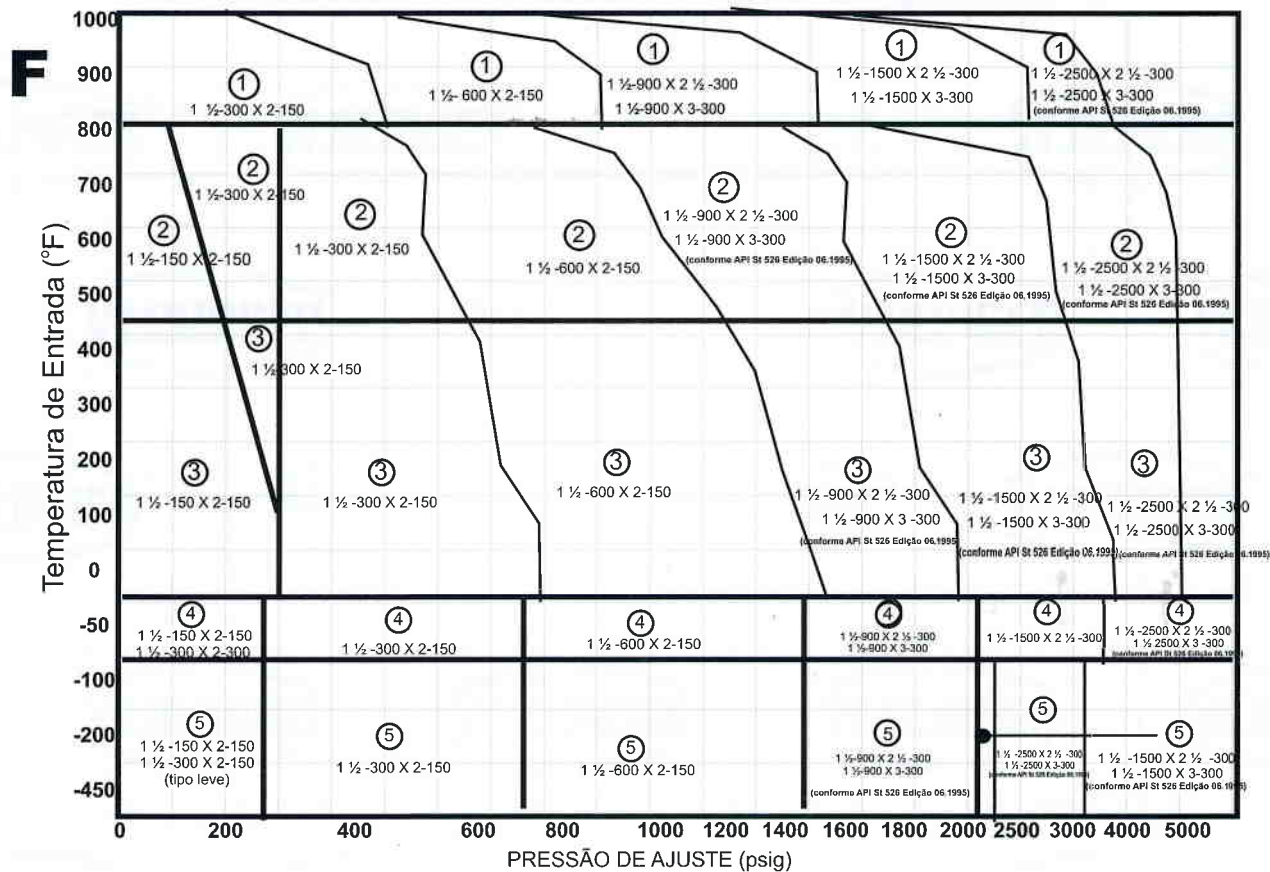 F
Temperatura de Entrada (°F)
1000
900
800
700
600
500
400
300
200
100
0
-50
-100
-200
-450
1
1 ½-300 X 2-150
1
1 ½- 600 X 2-150
1
1 ½-900 X 2 ½ -300
1½-900 X 3-300
1
1 ½ -1500 X 2 ½ -300
1 ½ -1500 X 3-300
1
1 ½ -2500 X 2 ½ -300
1 ½ -2500 X 3-300
(conforme API St 526 Edição 06.1995)
2
1 ½-150 X 2-150
2
1 ½-300 X 2-150
2
1 ½ -300 X 2-150
2
1 ½ -600 X 2-150
2
1 ½ -900 X 2 ½ -300
1 ½ -900 X 3-300
(conforme API St 526 Edição 06.1995)
2
1 ½ -1500 X 2 ½ -300
1 ½ -1500 X 3-300
(conforme API St 526 Edição 06.1995)
2
1 ½ -2500 X 2 ½ -300
1 ½ -2500 X 3-300
(conforme API St 526 Edição 06.1995)
3
1 ½-300 X 2-150
3
1 ½ -150 X 2-150
3
1 ½ -300 X 2-150
3
1 ½ -600 X 2-150
3
1 ½ -900 X 2 ½ -300
1 ½ -900 X 3 -300
(conforme API St 526 Edição 06.1995)
3
1 ½ -1500 X 2 ½ -300
1 ½ -1500 X 3-300
(conforme API St 526 Edição 06.1995)
3
1 ½ -2500 X 2 ½ -300
1 ½ -2500 X 3-300
(conforme API St 526 Edição 06.1995)
4
1 ½ -150 X 2-150
1 ½ -300 X 2-300
4
1 ½ -300 X 2-150
4
1 ½ -600 X 2-150
4
1 ½-900 X 2 ½ -300
1 ½-900 X 3-300
4
1 ½ -1500 X 2 ½ -300
4
1 ½ -2500 X 2 ½ -300
1 ½ 2500 X 3 -300
(conforme API St 526 Edição 06.1995)
5
1 ½ -150 X 2-150
1 ½ -300 X 2-150
(tipo leve)
5
1 ½ -300 X 2-150
5
1 ½ -600 X 2-150
5
1 ½-900 X 2 ½ -300
1 ½-900 X 3-300
(conforme API St 526 Edição 06.1995)
5
1 ½ -2500 X 2 ½ -300
1 ½ -2500 X 3-300
(conforme API St 526 Edição 06.1995)
5
1 ½ -1500 X 2 ½ -300
1 ½ -1500 X 3-300
(conforme API St 526 Edição 06.1995)
0 200 400 600 1000 1200 1400 1600 1800 2000 2500 3000 4000 5000
PRESSÃO DE AJUSTE (psig)